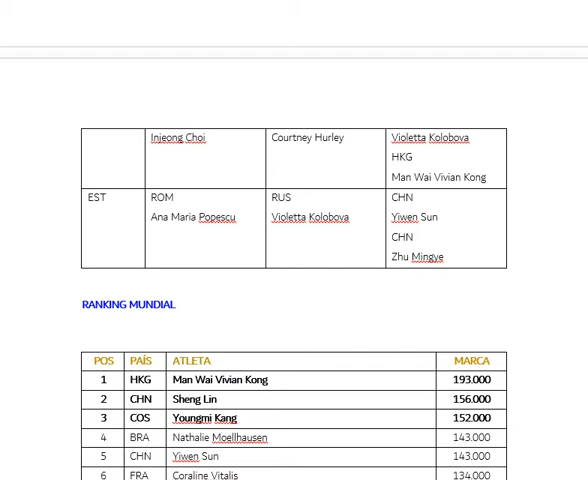 Injeong Choi Courtney Hurley Violetta Kolobova
HKG
Man Wai Vivian Kong
EST ROM RUS CHN
Ana Maria Popescu Violetta Kolobova Yiwen Sun
CHN
Zhu Mingye
RANKING MUNDIAL
POS PAÍS ATLETA MARCA
1 HKG Man Wai Vivian Kong 193.000
2 CHN Sheng Lin 156.000
3 COS Youngmi Kang 152.000
4 BRA Nathalie Moellhausen 143.000
5 CHN Yiwen Sun 143.000
6 FRA Coraline Vitalis 134.000